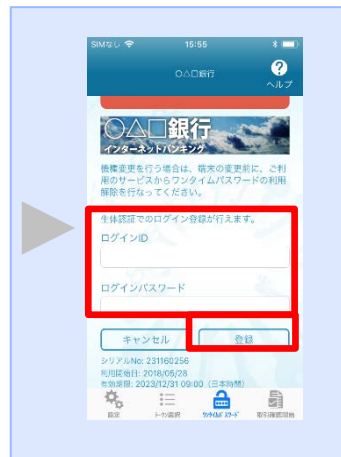 SIMなし 15:55
○△□銀行
?
ヘルプ
○△□銀行
インターネットバンキング
機種変更を行う場合は、端末の変更前に、ご利
用のサービスからワンタイムパスワードの利用
解除を行なってください。
生体認証でのログイン登録が行えます。
ログインID
ログインパスワード
キャンセル 登録
シリアルNo: 231160256
利用開始日: 2018/05/28
有効期限: 2023/12/31 09:00 (日本時間)
設定 トークン選択 ワンタイムパスワード 取引確認開始